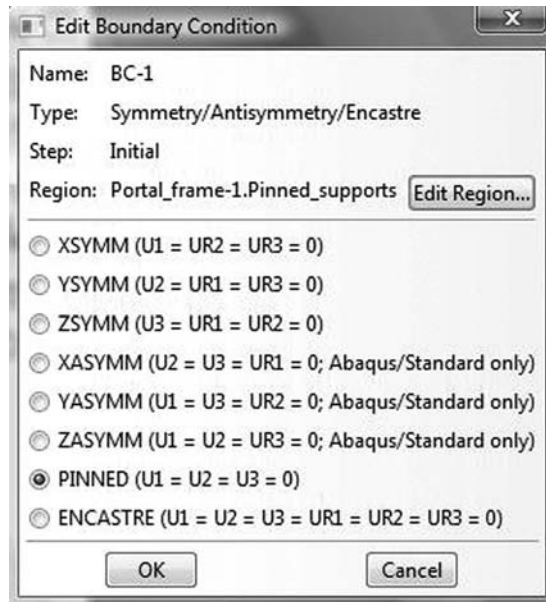 Edit Boundary Condition
X
Name: BC-1
Type: Symmetry/Antisymmetry/Encastre
Step: Initial
Region: Portal_frame-1.Pinned_supports Edit Region...
XSYMM (U1 = UR2 = UR3 = 0)
YSYMM (U2 = UR1 = UR3 = 0)
ZSYMM (U3 = UR1 = UR2 = 0)
XASYMM (U2 = U3 = UR1 = 0; Abaqus/Standard only)
YASYMM (U1 = U3 = UR2 = 0; Abaqus/Standard only)
ZASYMM (U1 = U2 = UR3 = 0; Abaqus/Standard only)
PINNED (U1 = U2 = U3 = 0)
ENCASTRE (U1 = U2 = U3 = UR1 = UR2 = UR3 = 0)
OK Cancel